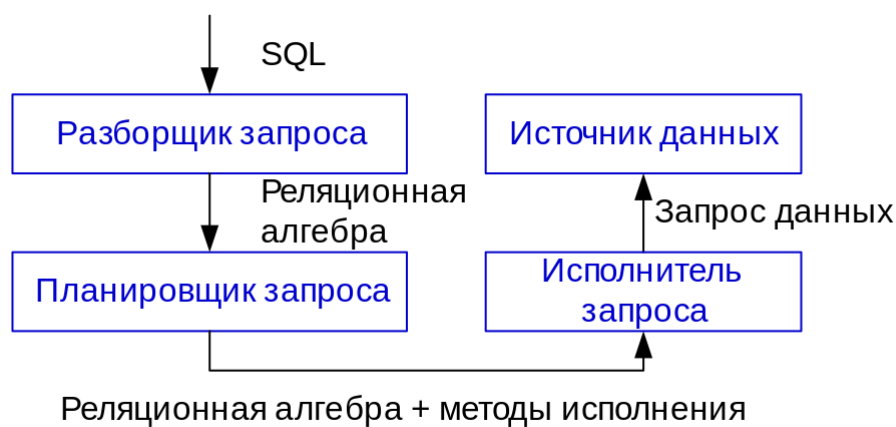 SQL
Разборщик запроса
Источник данных
Реляционная
алгебра
Запрос данных
Планировщик запроса
Исполнитель
запроса
Реляционная алгебра + методы исполнения